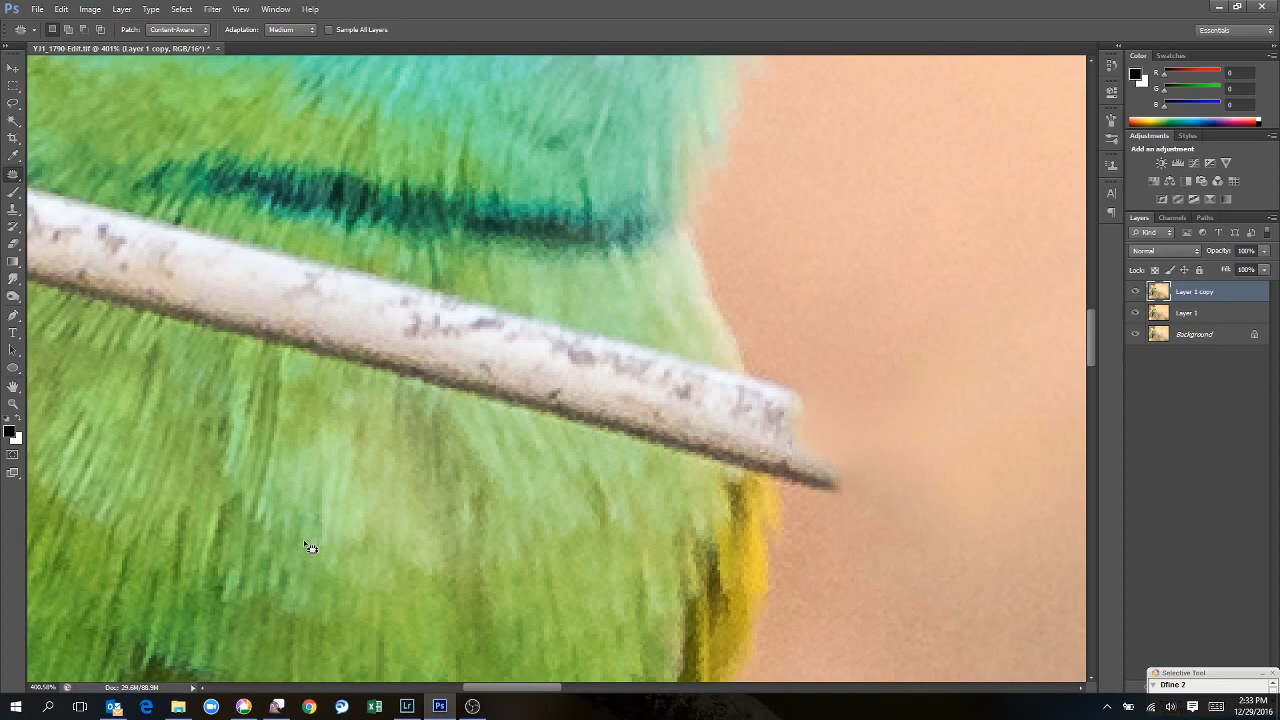 Ps File Edit Image Layer Type Select Filter View Window Help
Patch: Content-Aware Adaptation: Medium Sample All Layers Essentials
YJ1_1790-Edit.tif @ 401% (Layer 1 copy, RGB/16*) * ×
Color Swatches
R 0
G 0
B 0
Adjustments Styles
Add an adjustment
Layers Channels Paths
Kind
Normal Opacity: 100%
Lock: Fill: 100%
Layer 1 copy
Layer 1
Background
400.58% Doc: 29.6M/88.9M
Selective Tool
Dfine 2
2:33 PM
12/29/2016